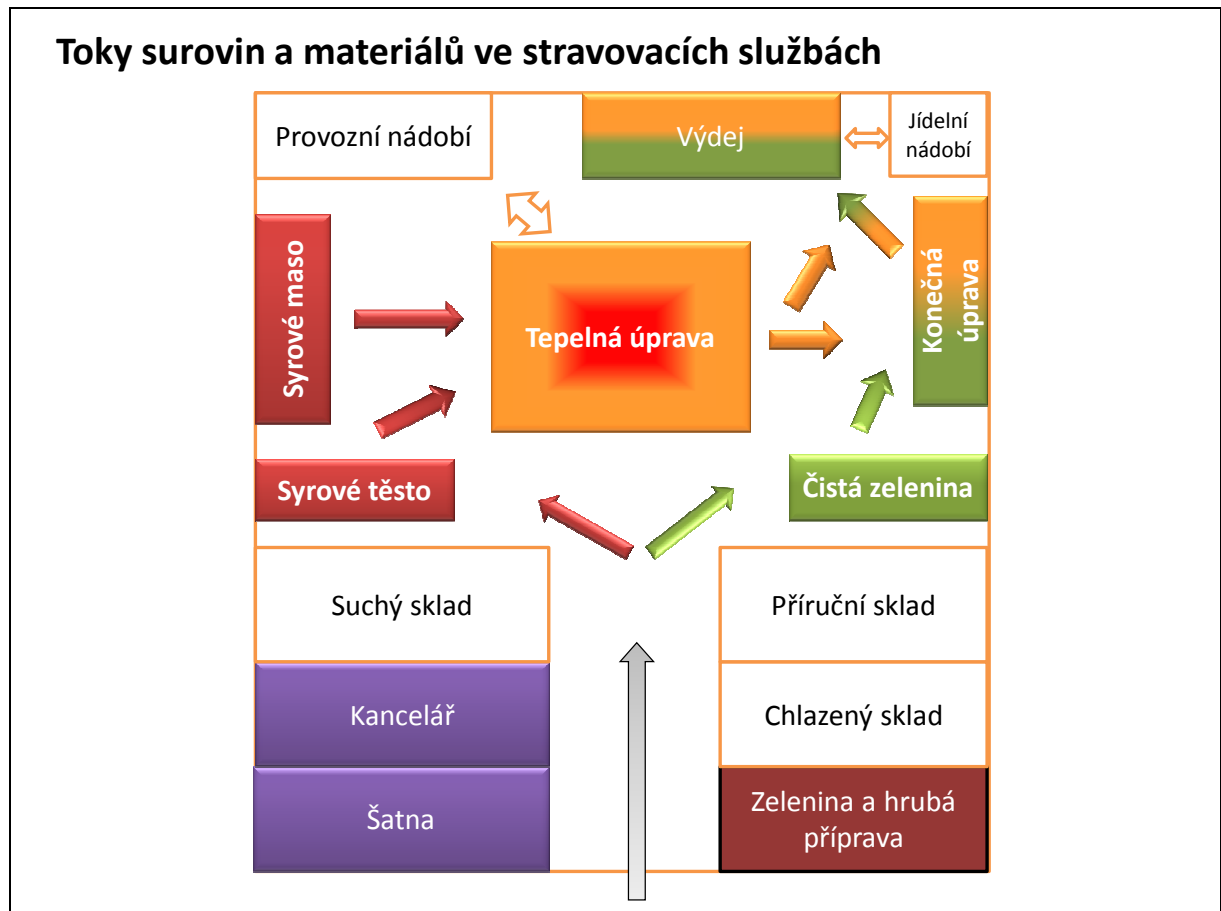 Toky surovin a materiálů ve stravovacích službách
Provozní nádobí
Výdej
Jídelní
nádobí
Syrové maso
Tepelná úprava
Konečná
úprava
Syrové těsto
Čistá zelenina
Suchý sklad
Příruční sklad
Kancelář
Chlazený sklad
Šatna
Zelenina a hrubá
příprava